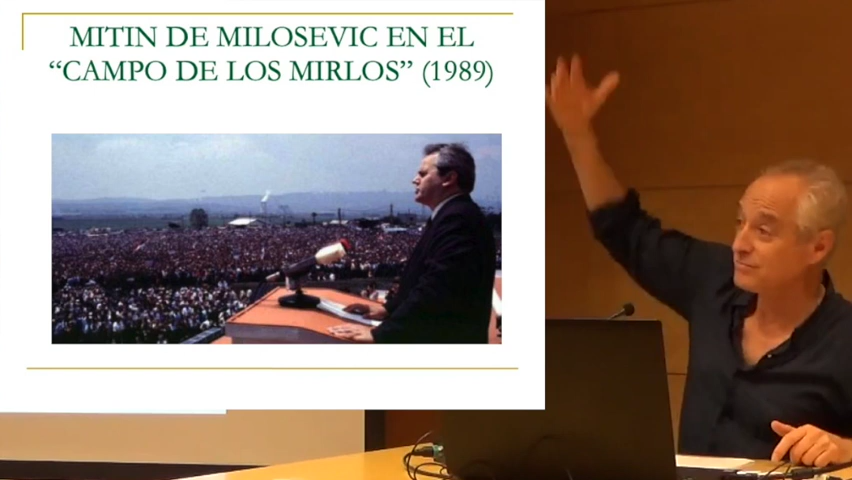 MITIN DE MILOSEVIC EN EL
“CAMPO DE LOS MIRLOS” (1989)